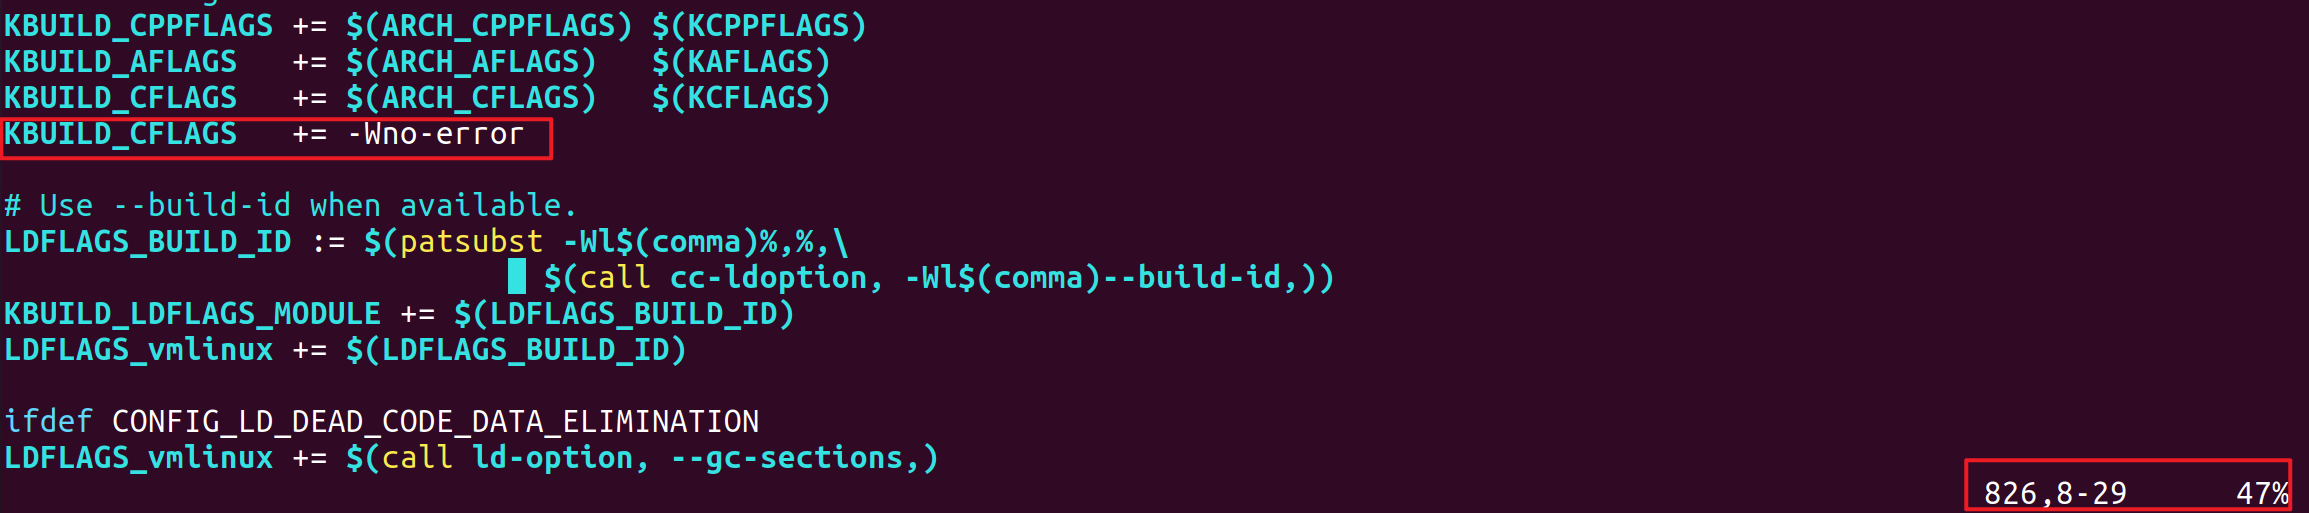 KBUILD_CPPFLAGS += $(ARCH_CPPFLAGS) $(KCPPFLAGS)
KBUILD_AFLAGS   += $(ARCH_AFLAGS)   $(KAFLAGS)
KBUILD_CFLAGS   += $(ARCH_CFLAGS)   $(KCFLAGS)
KBUILD_CFLAGS   += -Wno-error
# Use --build-id when available.
LDFLAGS_BUILD_ID := $(patsubst -Wl$(comma)%,%,\
$(call cc-ldoption, -Wl$(comma)--build-id,))
KBUILD_LDFLAGS_MODULE += $(LDFLAGS_BUILD_ID)
LDFLAGS_vmlinux += $(LDFLAGS_BUILD_ID)
ifdef CONFIG_LD_DEAD_CODE_DATA_ELIMINATION
LDFLAGS_vmlinux += $(call ld-option, --gc-sections,)
826,8-29      47%